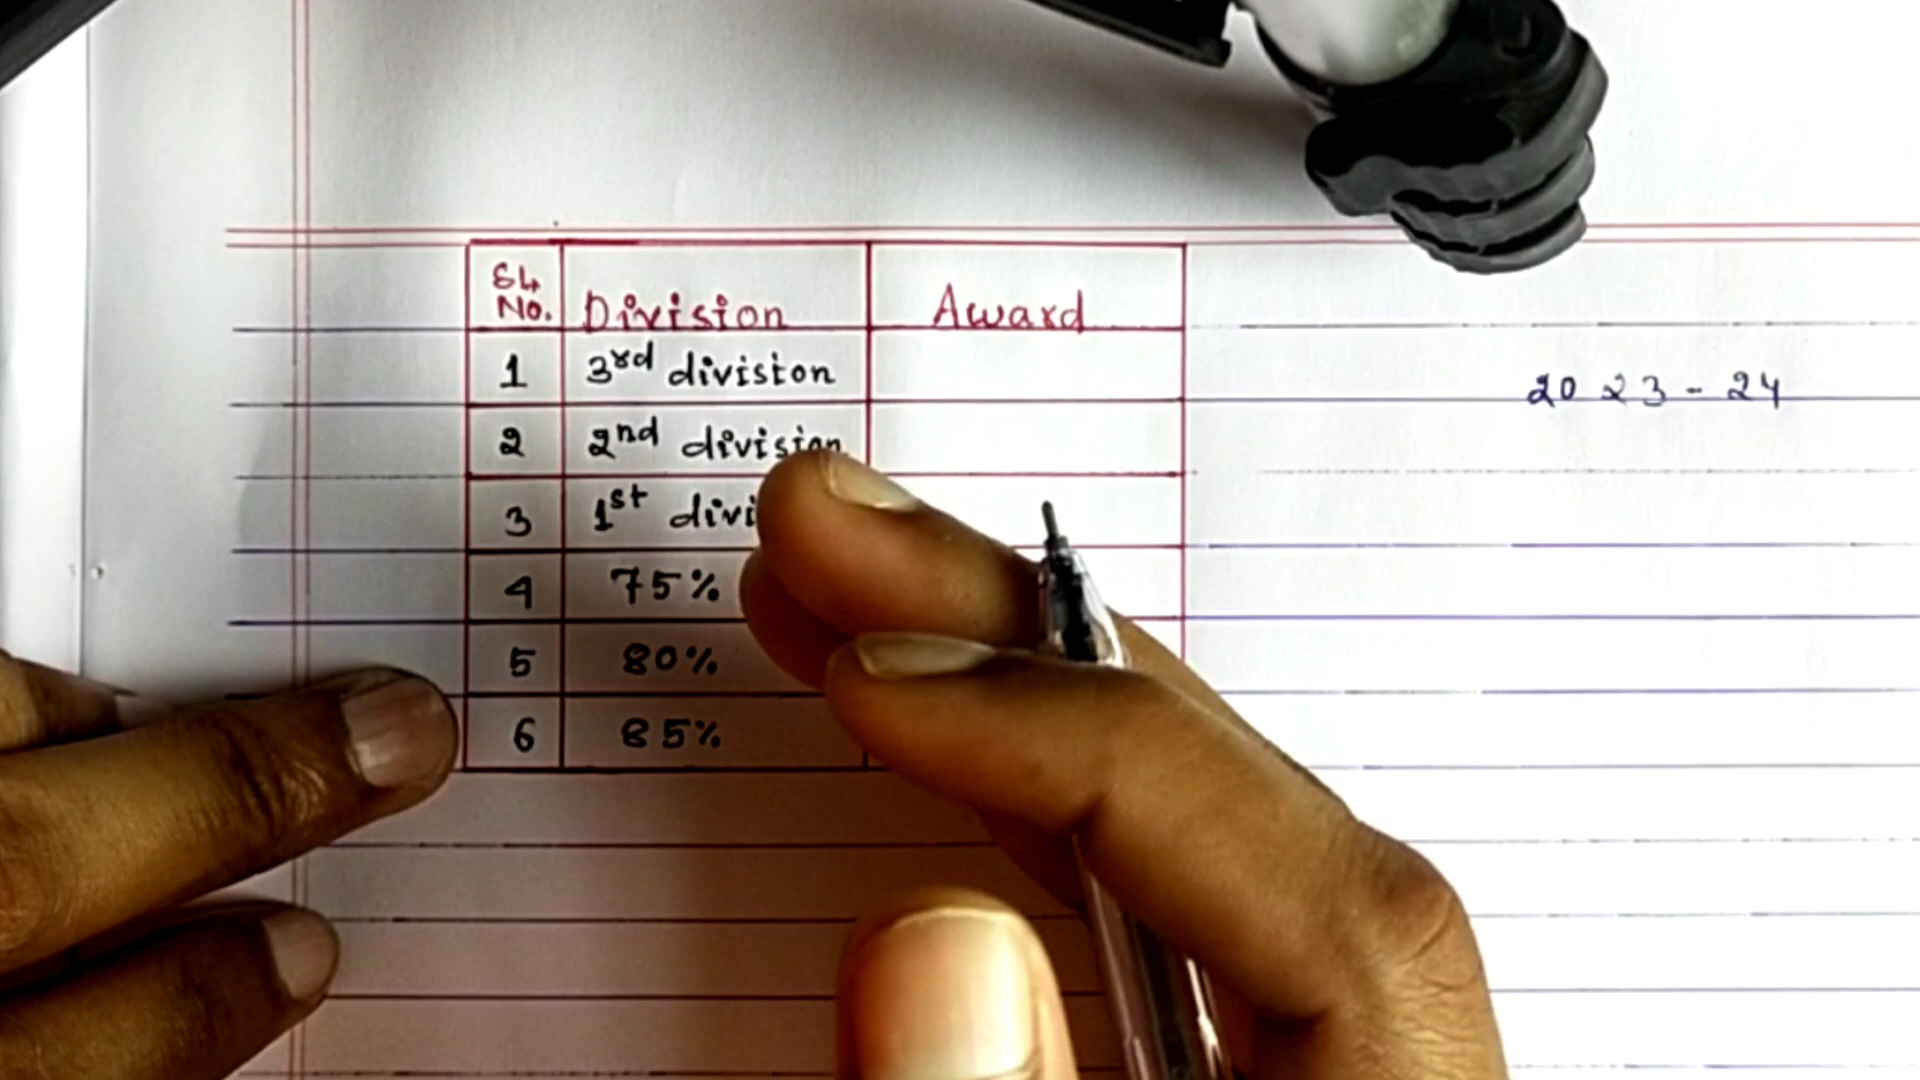 SL No. Division Award
1 3rd division
2 2nd division
3 1st divi
4 75%
5 80%
6 85%
2023-24